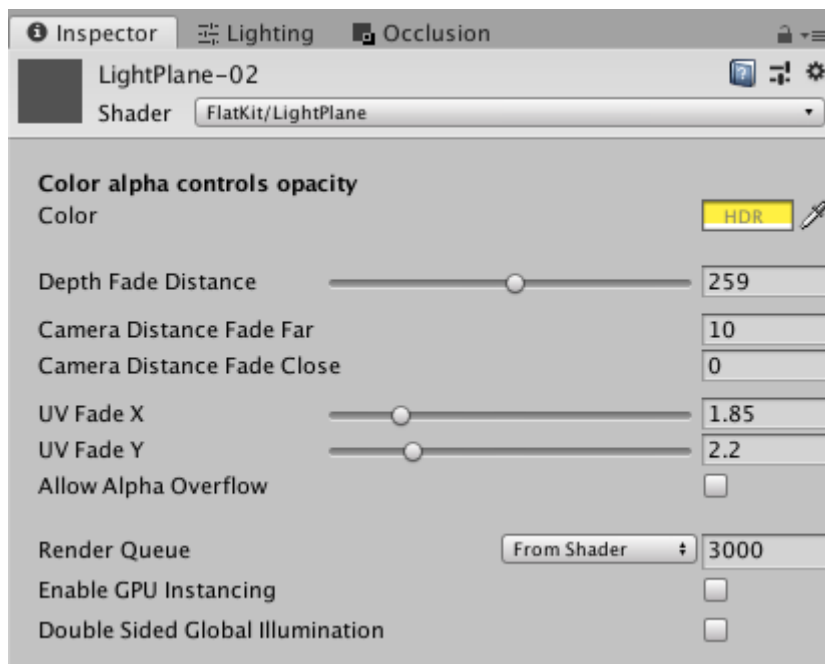 Inspector Lighting Occlusion
LightPlane-02
Shader FlatKit/LightPlane
Color alpha controls opacity
Color HDR
Depth Fade Distance 259
Camera Distance Fade Far 10
Camera Distance Fade Close 0
UV Fade X 1.85
UV Fade Y 2.2
Allow Alpha Overflow
Render Queue From Shader 3000
Enable GPU Instancing
Double Sided Global Illumination